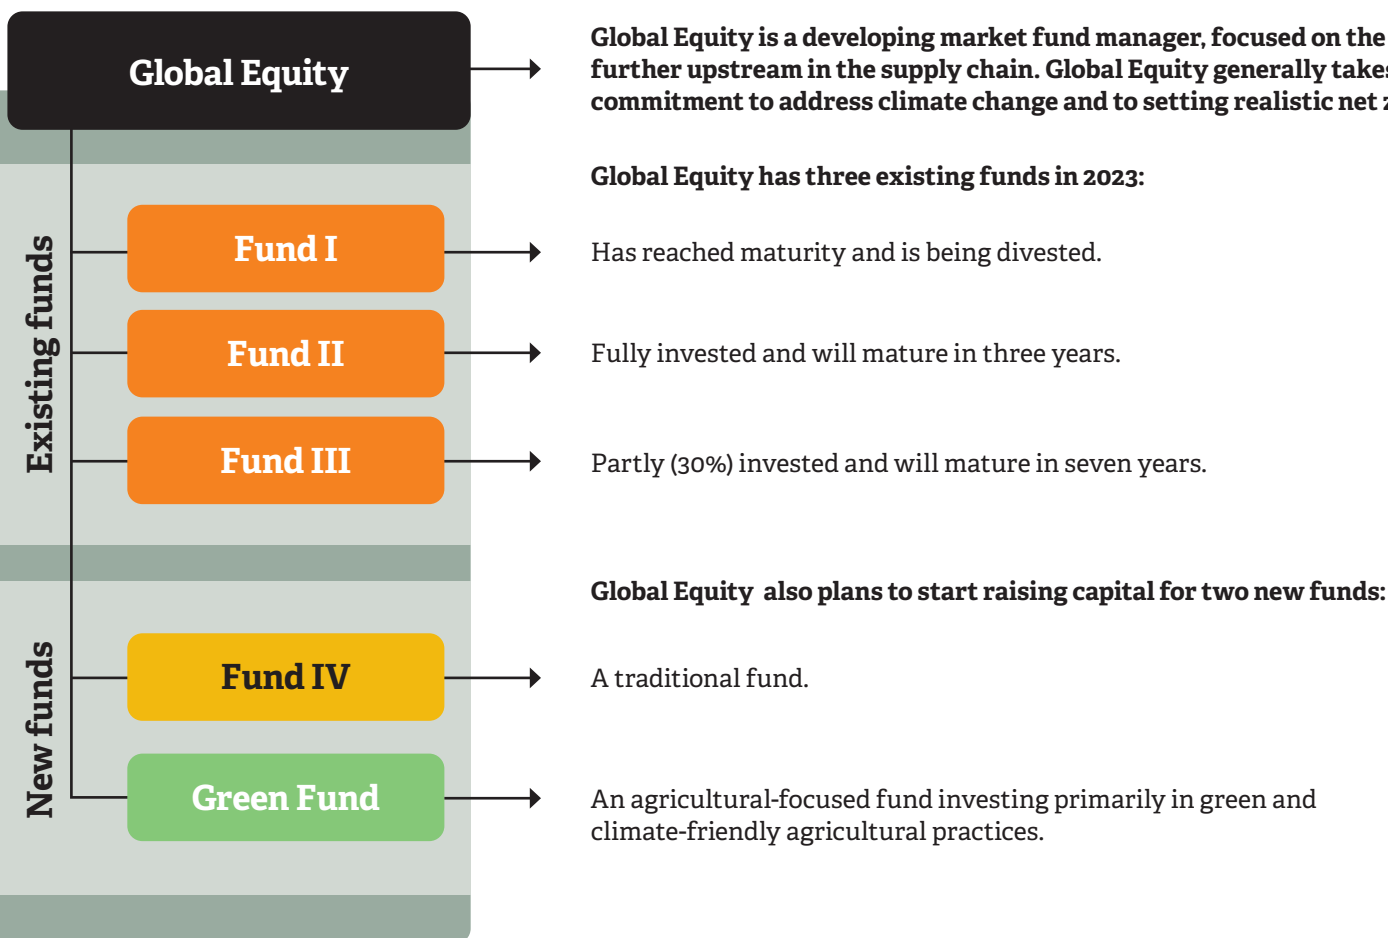 Global Equity
Global Equity is a developing market fund manager, focused on the
further upstream in the supply chain. Global Equity generally takes
commitment to address climate change and to setting realistic net
Global Equity has three existing funds in 2023:
Existing funds
Fund I
Has reached maturity and is being divested.
Fund II
Fully invested and will mature in three years.
Fund III
Partly (30%) invested and will mature in seven years.
Global Equity also plans to start raising capital for two new funds:
New funds
Fund IV
A traditional fund.
Green Fund
An agricultural-focused fund investing primarily in green and
climate-friendly agricultural practices.